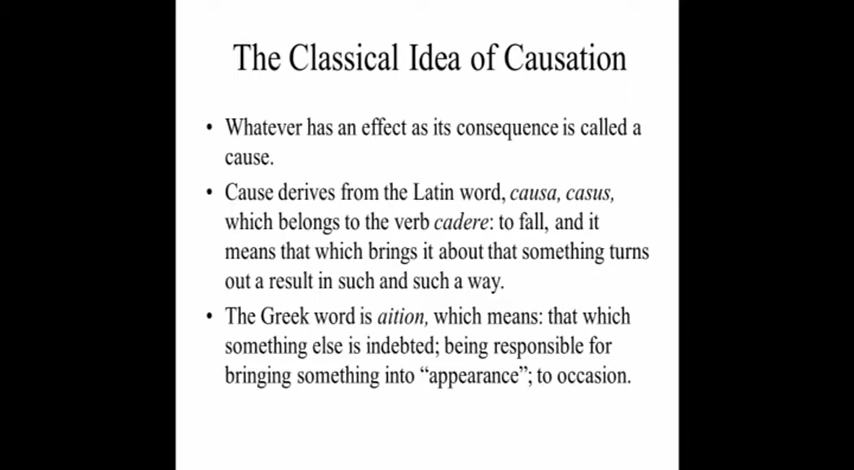 The Classical Idea of Causation
• Whatever has an effect as its consequence is called a
cause.
• Cause derives from the Latin word, causa, casus,
which belongs to the verb cadere: to fall, and it
means that which brings it about that something turns
out a result in such and such a way.
• The Greek word is aition, which means: that which
something else is indebted; being responsible for
bringing something into “appearance”; to occasion.